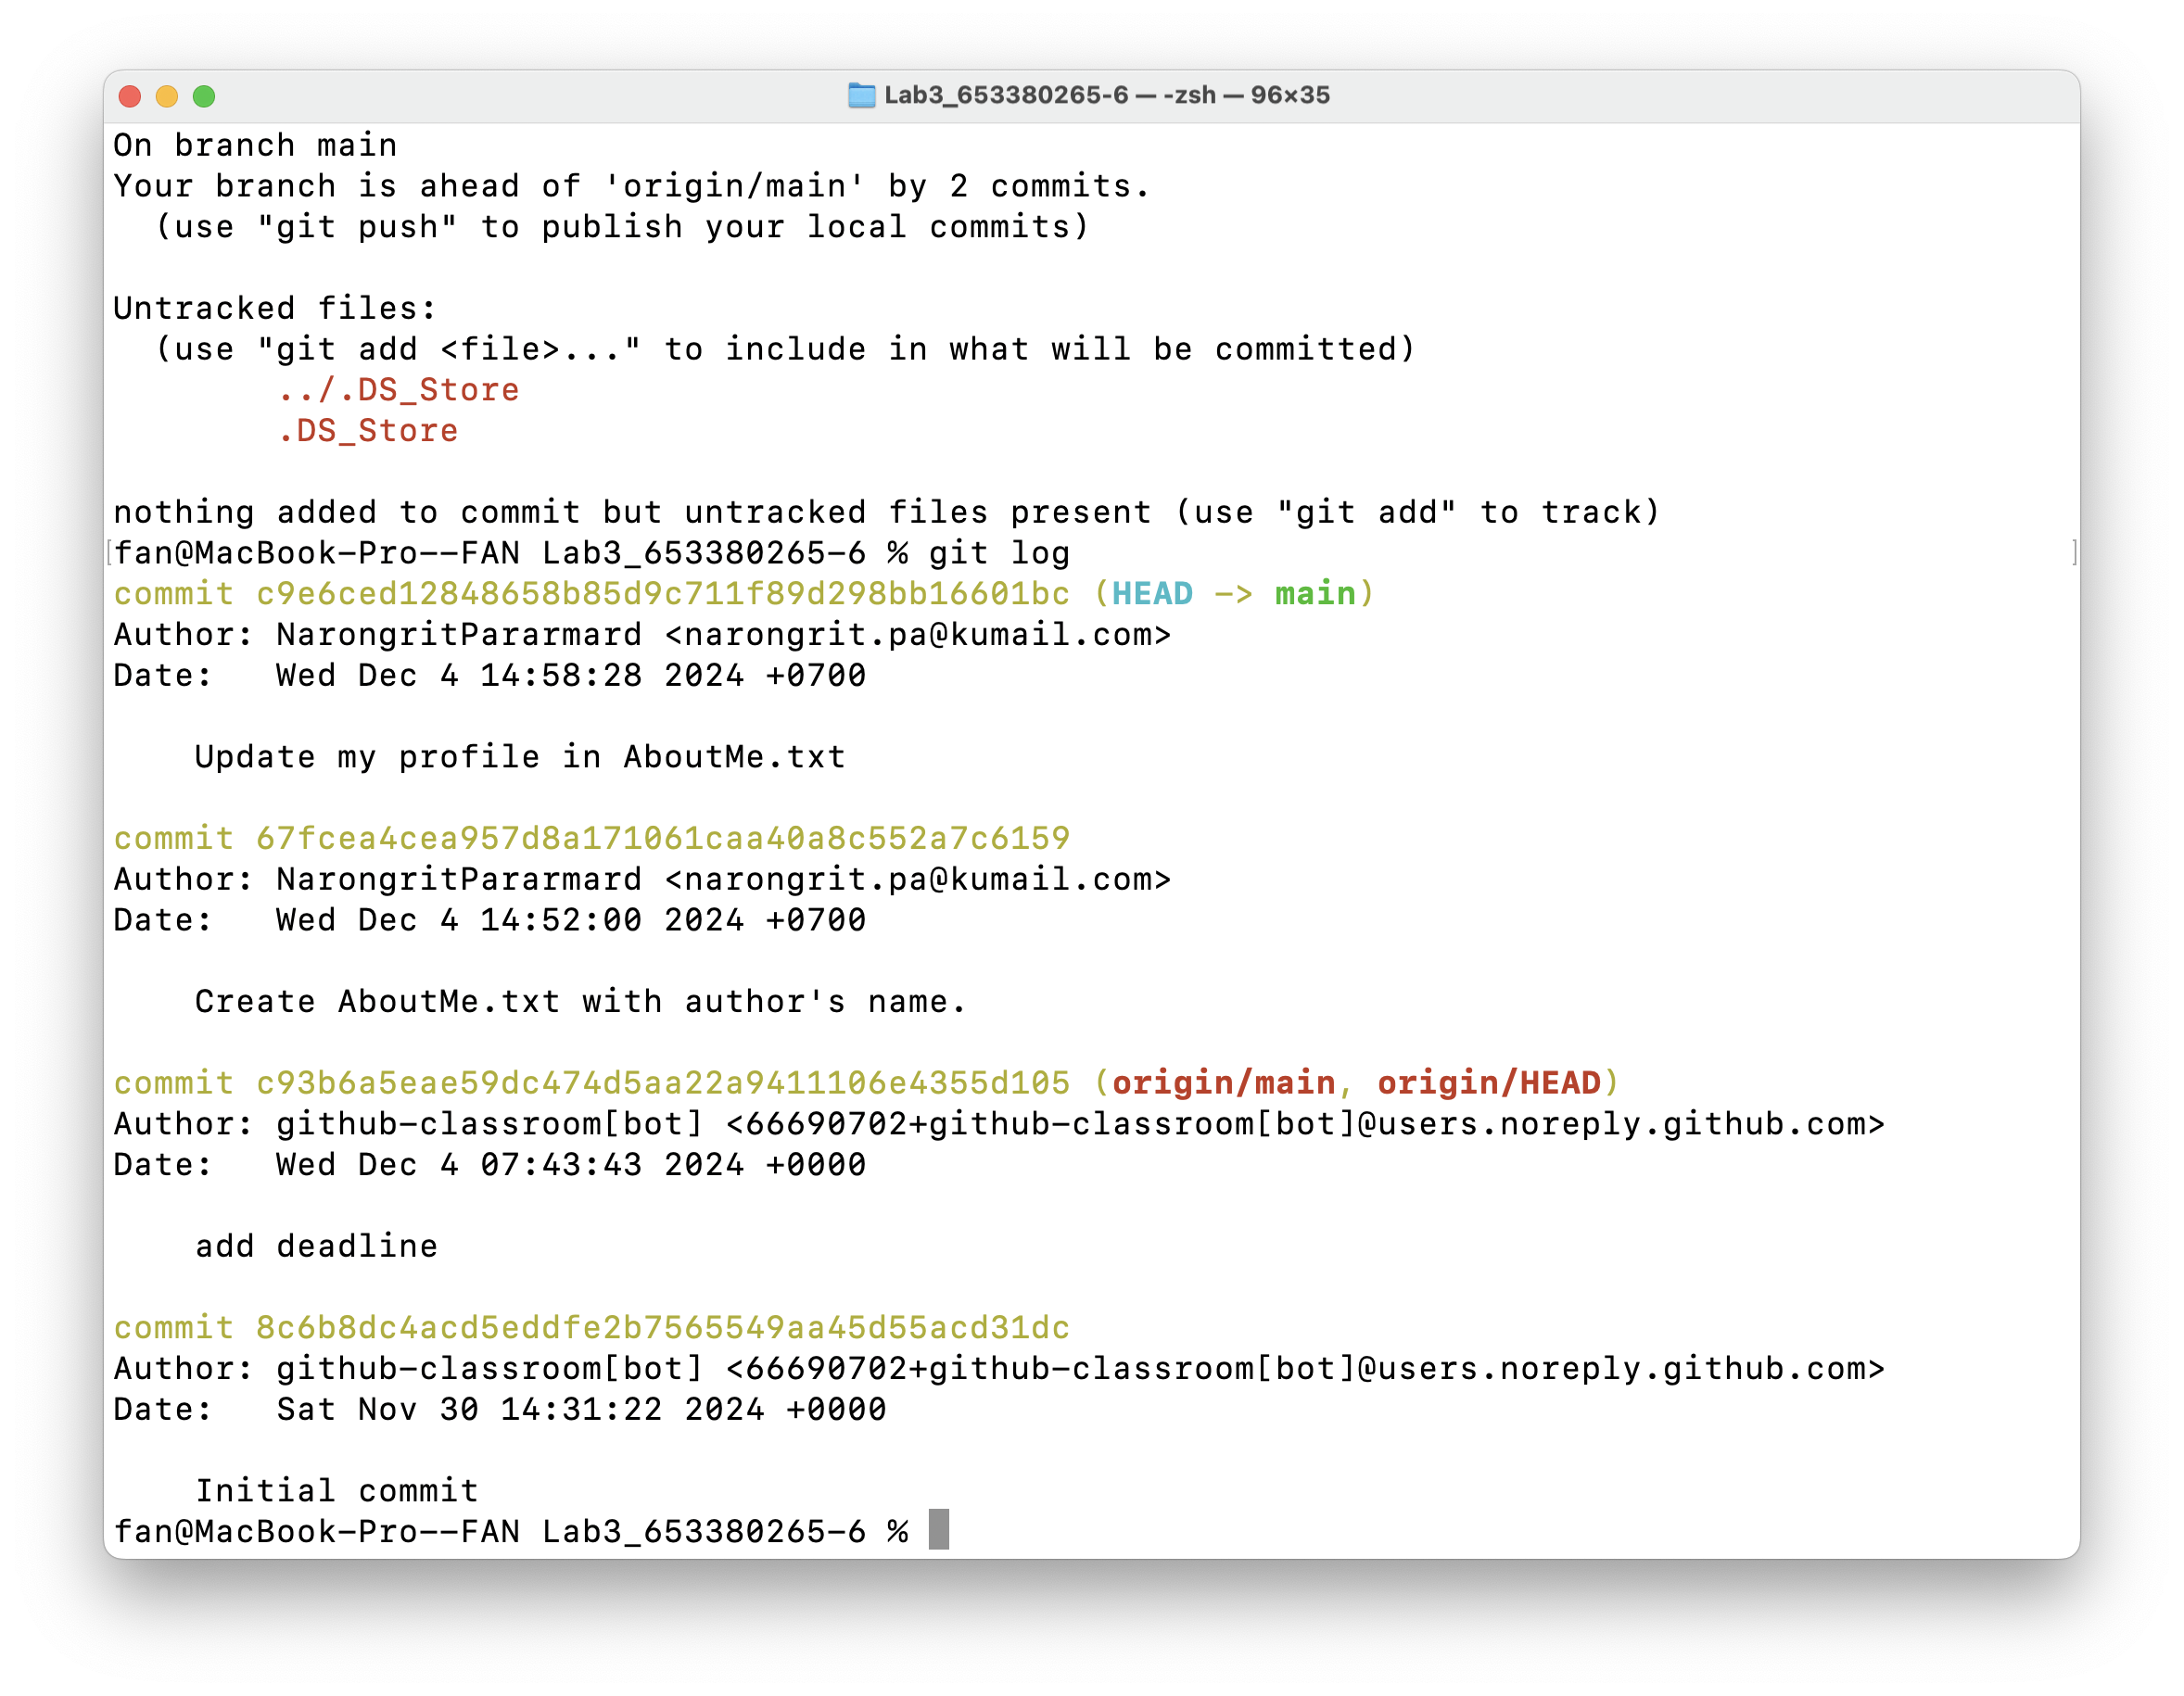 Lab3_653380265-6 — -zsh — 96×35
On branch main
Your branch is ahead of 'origin/main' by 2 commits.
  (use "git push" to publish your local commits)

Untracked files:
  (use "git add <file>..." to include in what will be committed)
        ../.DS_Store
        .DS_Store

nothing added to commit but untracked files present (use "git add" to track)
[fan@MacBook-Pro--FAN Lab3_653380265-6 % git log ]
commit c9e6ced12848658b85d9c711f89d298bb16601bc (HEAD -> main)
Author: NarongritPararmard <narongrit.pa@kumail.com>
Date:   Wed Dec 4 14:58:28 2024 +0700

    Update my profile in AboutMe.txt

commit 67fcea4cea957d8a171061caa40a8c552a7c6159
Author: NarongritPararmard <narongrit.pa@kumail.com>
Date:   Wed Dec 4 14:52:00 2024 +0700

    Create AboutMe.txt with author's name.

commit c93b6a5eae59dc474d5aa22a9411106e4355d105 (origin/main, origin/HEAD)
Author: github-classroom[bot] <66690702+github-classroom[bot]@users.noreply.github.com>
Date:   Wed Dec 4 07:43:43 2024 +0000

    add deadline

commit 8c6b8dc4acd5eddfe2b7565549aa45d55acd31dc
Author: github-classroom[bot] <66690702+github-classroom[bot]@users.noreply.github.com>
Date:   Sat Nov 30 14:31:22 2024 +0000

    Initial commit
fan@MacBook-Pro--FAN Lab3_653380265-6 %